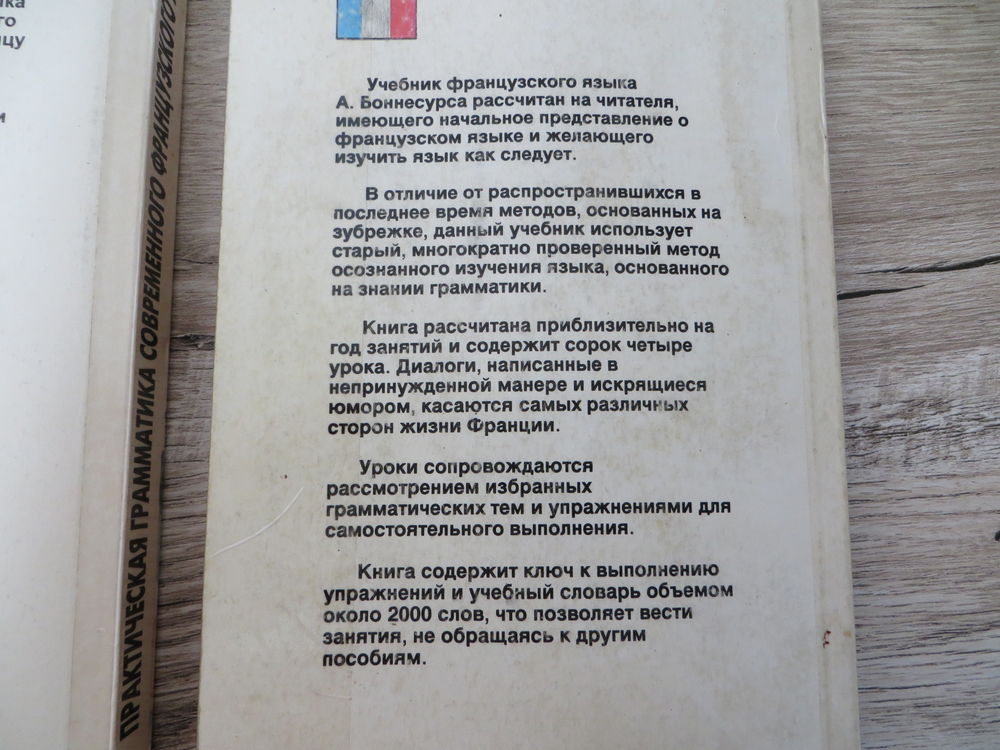 го
ицу
и
ПРАКТИЧЕСКАЯ ГРАММАТИКА СОВРЕМЕННОГО ФРАНЦУЗСКОГО
Учебник французского языка
А. Боннесурса рассчитан на читателя,
имеющего начальное представление о
французском языке и желающего
изучить язык как следует.
В отличие от распространившихся в
последнее время методов, основанных на
зубрежке, данный учебник использует
старый, многократно проверенный метод
осознанного изучения языка, основанного
на знании грамматики.
Книга рассчитана приблизительно на
год занятий и содержит сорок четыре
урока. Диалоги, написанные в
непринужденной манере и искрящиеся
юмором, касаются самых различных
сторон жизни Франции.
Уроки сопровождаются
рассмотрением избранных
грамматических тем и упражнениями для
самостоятельного выполнения.
Книга содержит ключ к выполнению
упражнений и учебный словарь объемом
около 2000 слов, что позволяет вести
занятия, не обращаясь к другим
пособиям.